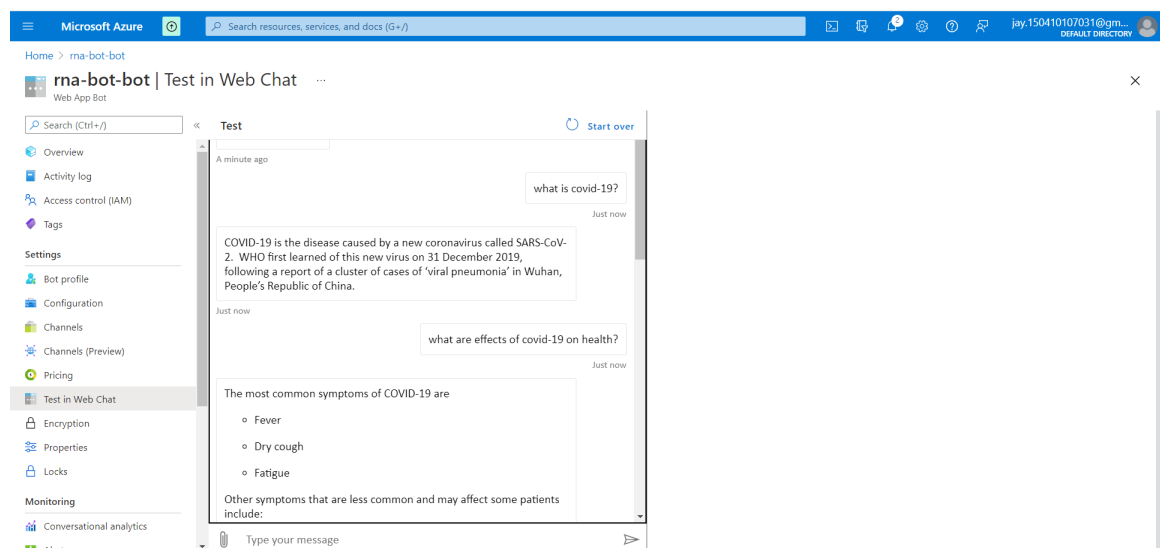 Microsoft Azure
Search resources, services, and docs (G+/)
2
jay.150410107031@gm...
DEFAULT DIRECTORY
Home > rna-bot-bot
rna-bot-bot | Test in Web Chat ...
Web App Bot
Search (Ctrl+/)
«
Overview
Activity log
Access control (IAM)
Tags
Settings
Bot profile
Configuration
Channels
Channels (Preview)
Pricing
Test in Web Chat
Encryption
Properties
Locks
Monitoring
Conversational analytics
Test
Start over
A minute ago
what is covid-19?
Just now
COVID-19 is the disease caused by a new coronavirus called SARS-CoV-
2. WHO first learned of this new virus on 31 December 2019,
following a report of a cluster of cases of ‘viral pneumonia’ in Wuhan,
People’s Republic of China.
Just now
what are effects of covid-19 on health?
Just now
The most common symptoms of COVID-19 are
Fever
Dry cough
Fatigue
Other symptoms that are less common and may affect some patients
include:
Type your message